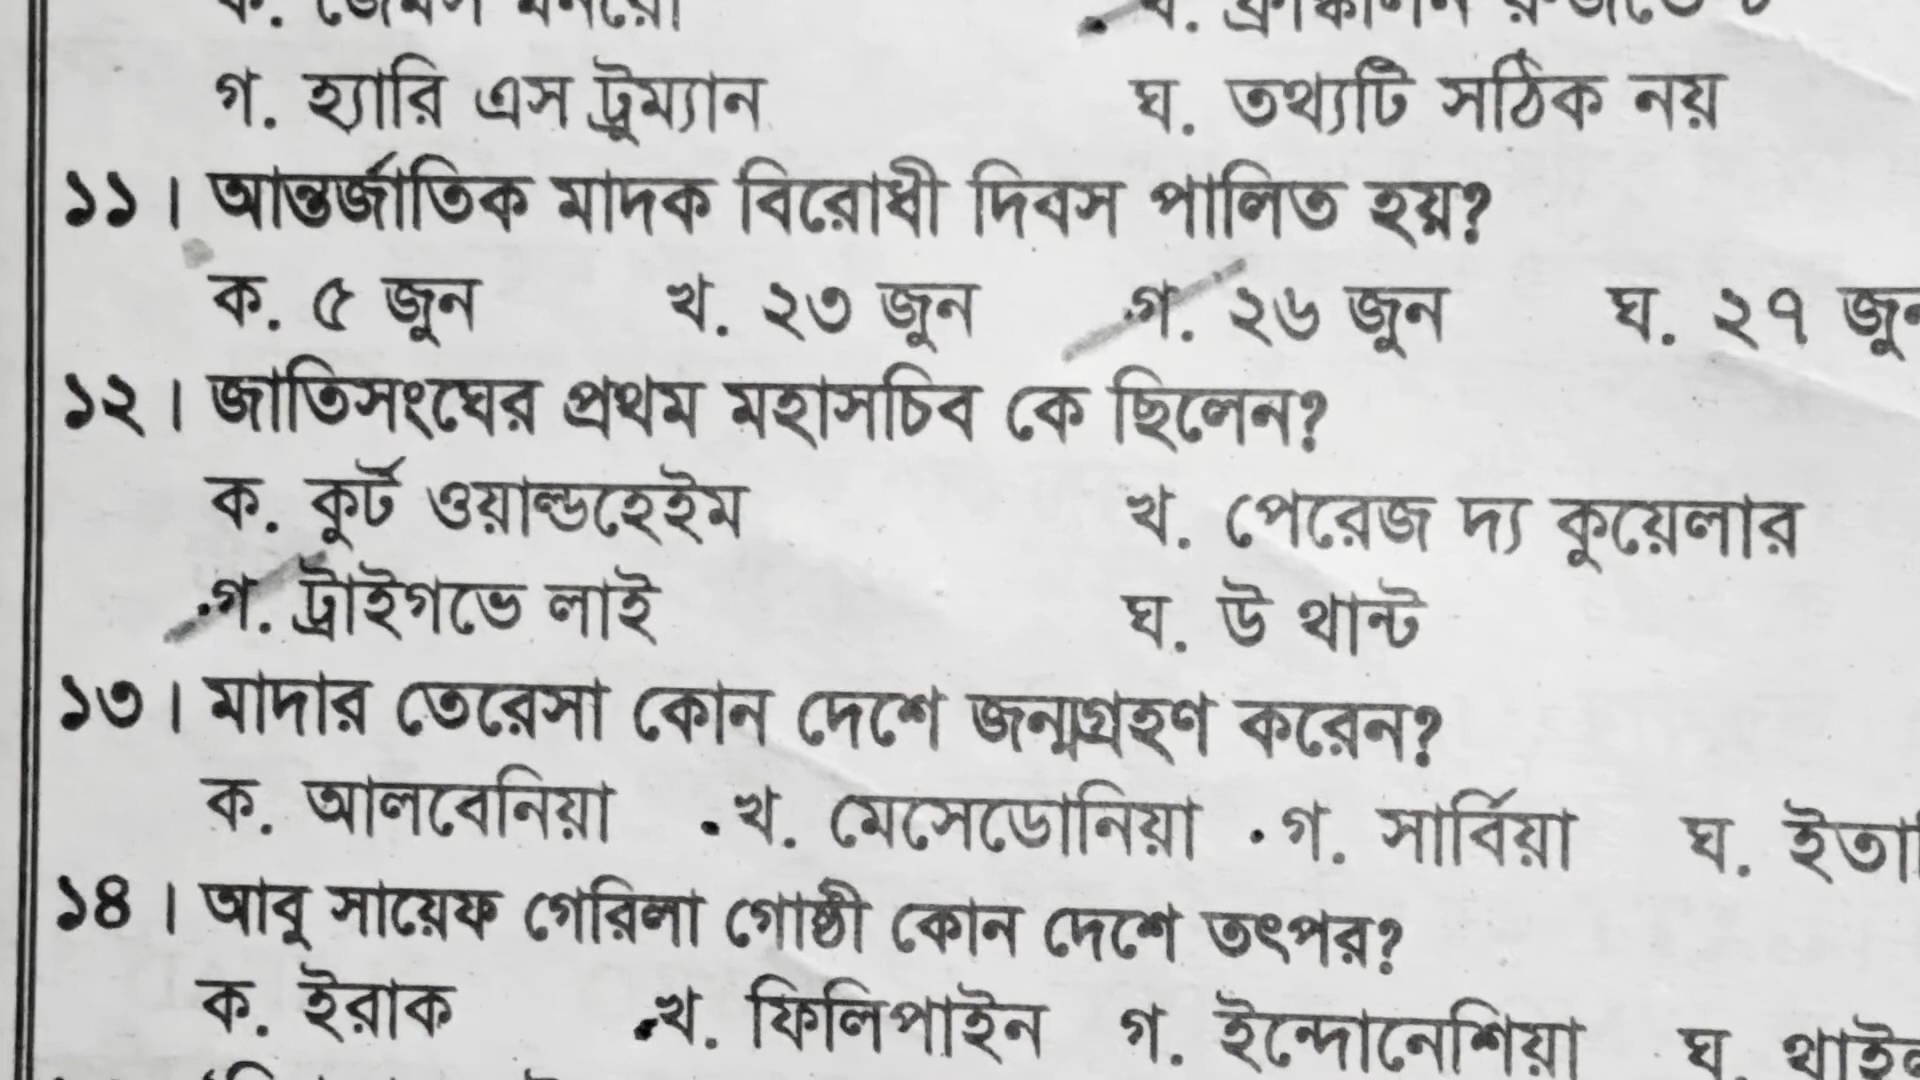 গ. হ্যারি এস ট্রুম্যান ঘ. তথ্যটি সঠিক নয়
১১। আন্তর্জাতিক মাদক বিরোধী দিবস পালিত হয়?
ক. ৫ জুন খ. ২৩ জুন গ. ২৬ জুন ঘ. ২৭
১২। জাতিসংঘের প্রথম মহাসচিব কে ছিলেন?
ক. কুর্ট ওয়াল্ডহেইম খ. পেরেজ দ্য কুয়েলার
গ. ট্রাইগভে লাই ঘ. উ থান্ট
১৩। মাদার তেরেসা কোন দেশে জন্মগ্রহণ করেন?
ক. আলবেনিয়া খ. মেসেডোনিয়া গ. সার্বিয়া ঘ.
১৪। আবু সায়েফ গেরিলা গোষ্ঠী কোন দেশে তৎপর?
ক. ইরাক খ. ফিলিপাইন গ. ইন্দোনেশিয়া ঘ.